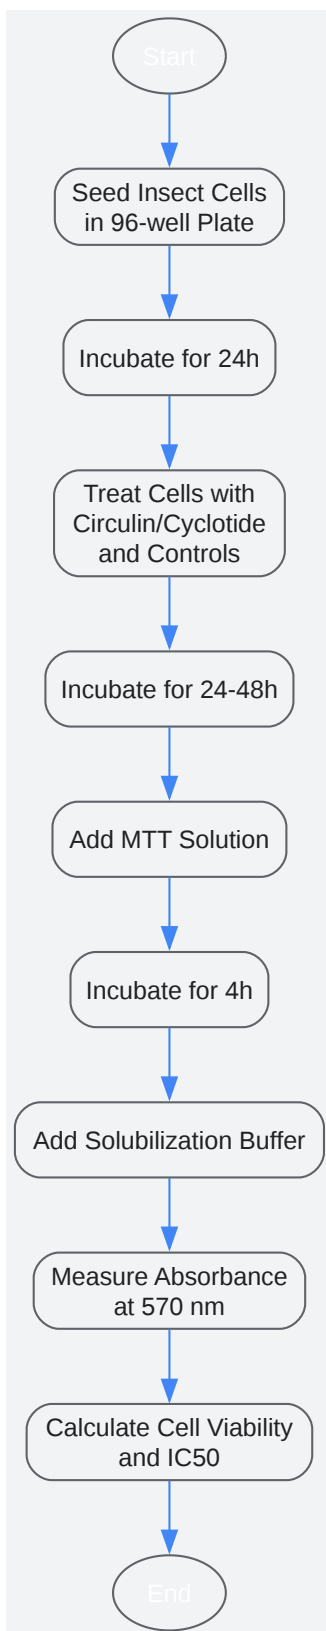 Start
Seed Insect Cells
in 96-well Plate
Incubate for 24h
Treat Cells with
Circulin/Cyclotide
and Controls
Incubate for 24-48h
Add MTT Solution
Incubate for 4h
Add Solubilization Buffer
Measure Absorbance
at 570 nm
Calculate Cell Viability
and IC50
End